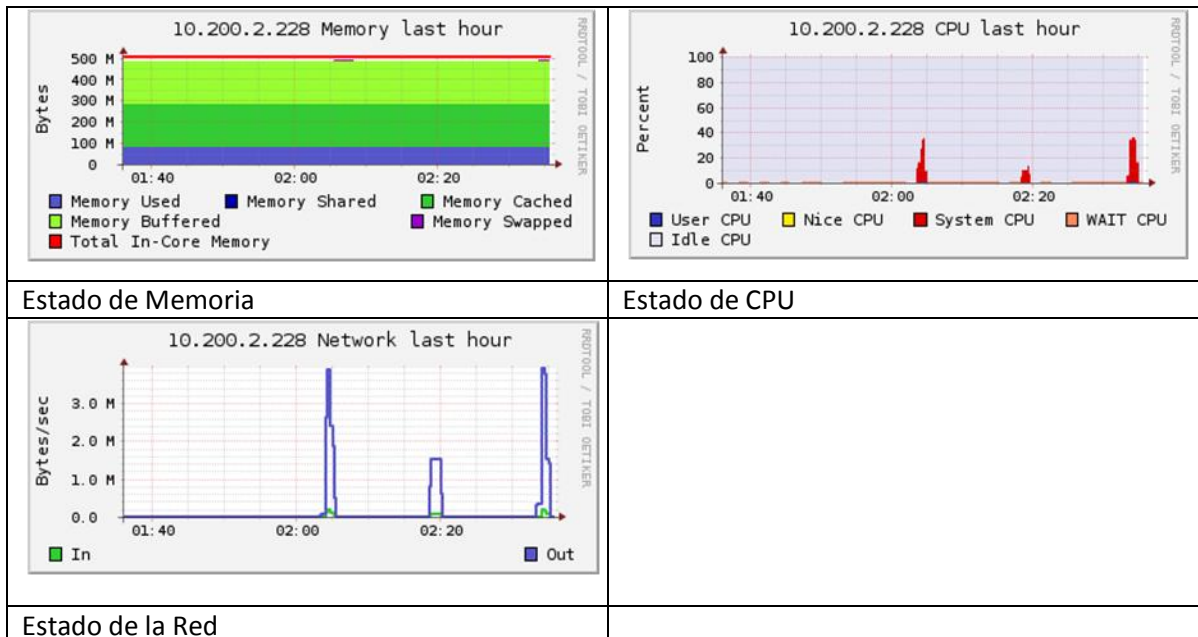 10.200.2.228 Memory last hour
RRDTOOL / TOBI OETIKER
Bytes
500 M
400 M
300 M
200 M
100 M
0
01:40 02:00 02:20
Memory Used Memory Shared Memory Cached
Memory Buffered Memory Swapped
Total In-Core Memory
Estado de Memoria
10.200.2.228 CPU last hour
RRDTOOL / TOBI OETIKER
Percent
100
80
60
40
20
0
01:40 02:00 02:20
User CPU Nice CPU System CPU WAIT CPU
Idle CPU
Estado de CPU
10.200.2.228 Network last hour
RRDTOOL / TOBI OETIKER
Bytes/sec
3.0 M
2.0 M
1.0 M
0.0
01:40 02:00 02:20
In Out
Estado de la Red